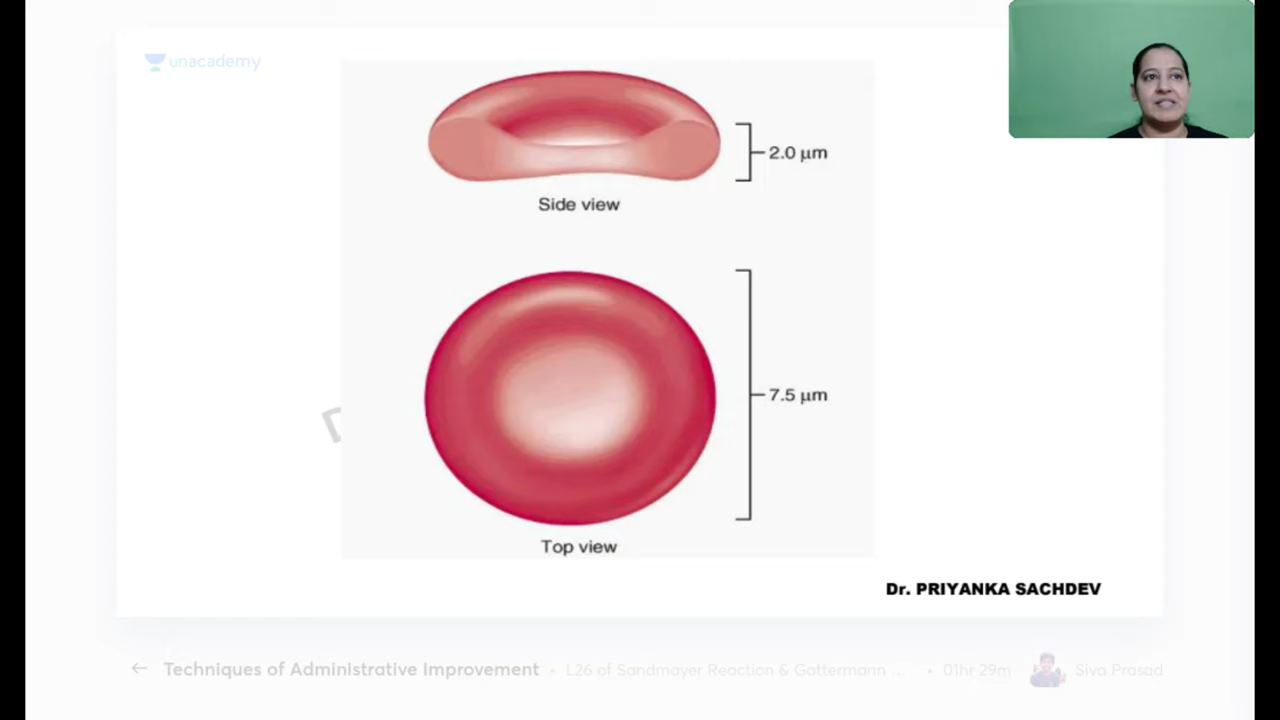 unacademy
2.0 μm
Side view
7.5 μm
Top view
Dr. PRIYANKA SACHDEV
← Techniques of Administrative Improvement • L26 of Sandmayer Reaction & Gattermann ... • 01hr 29m Siva Prasad